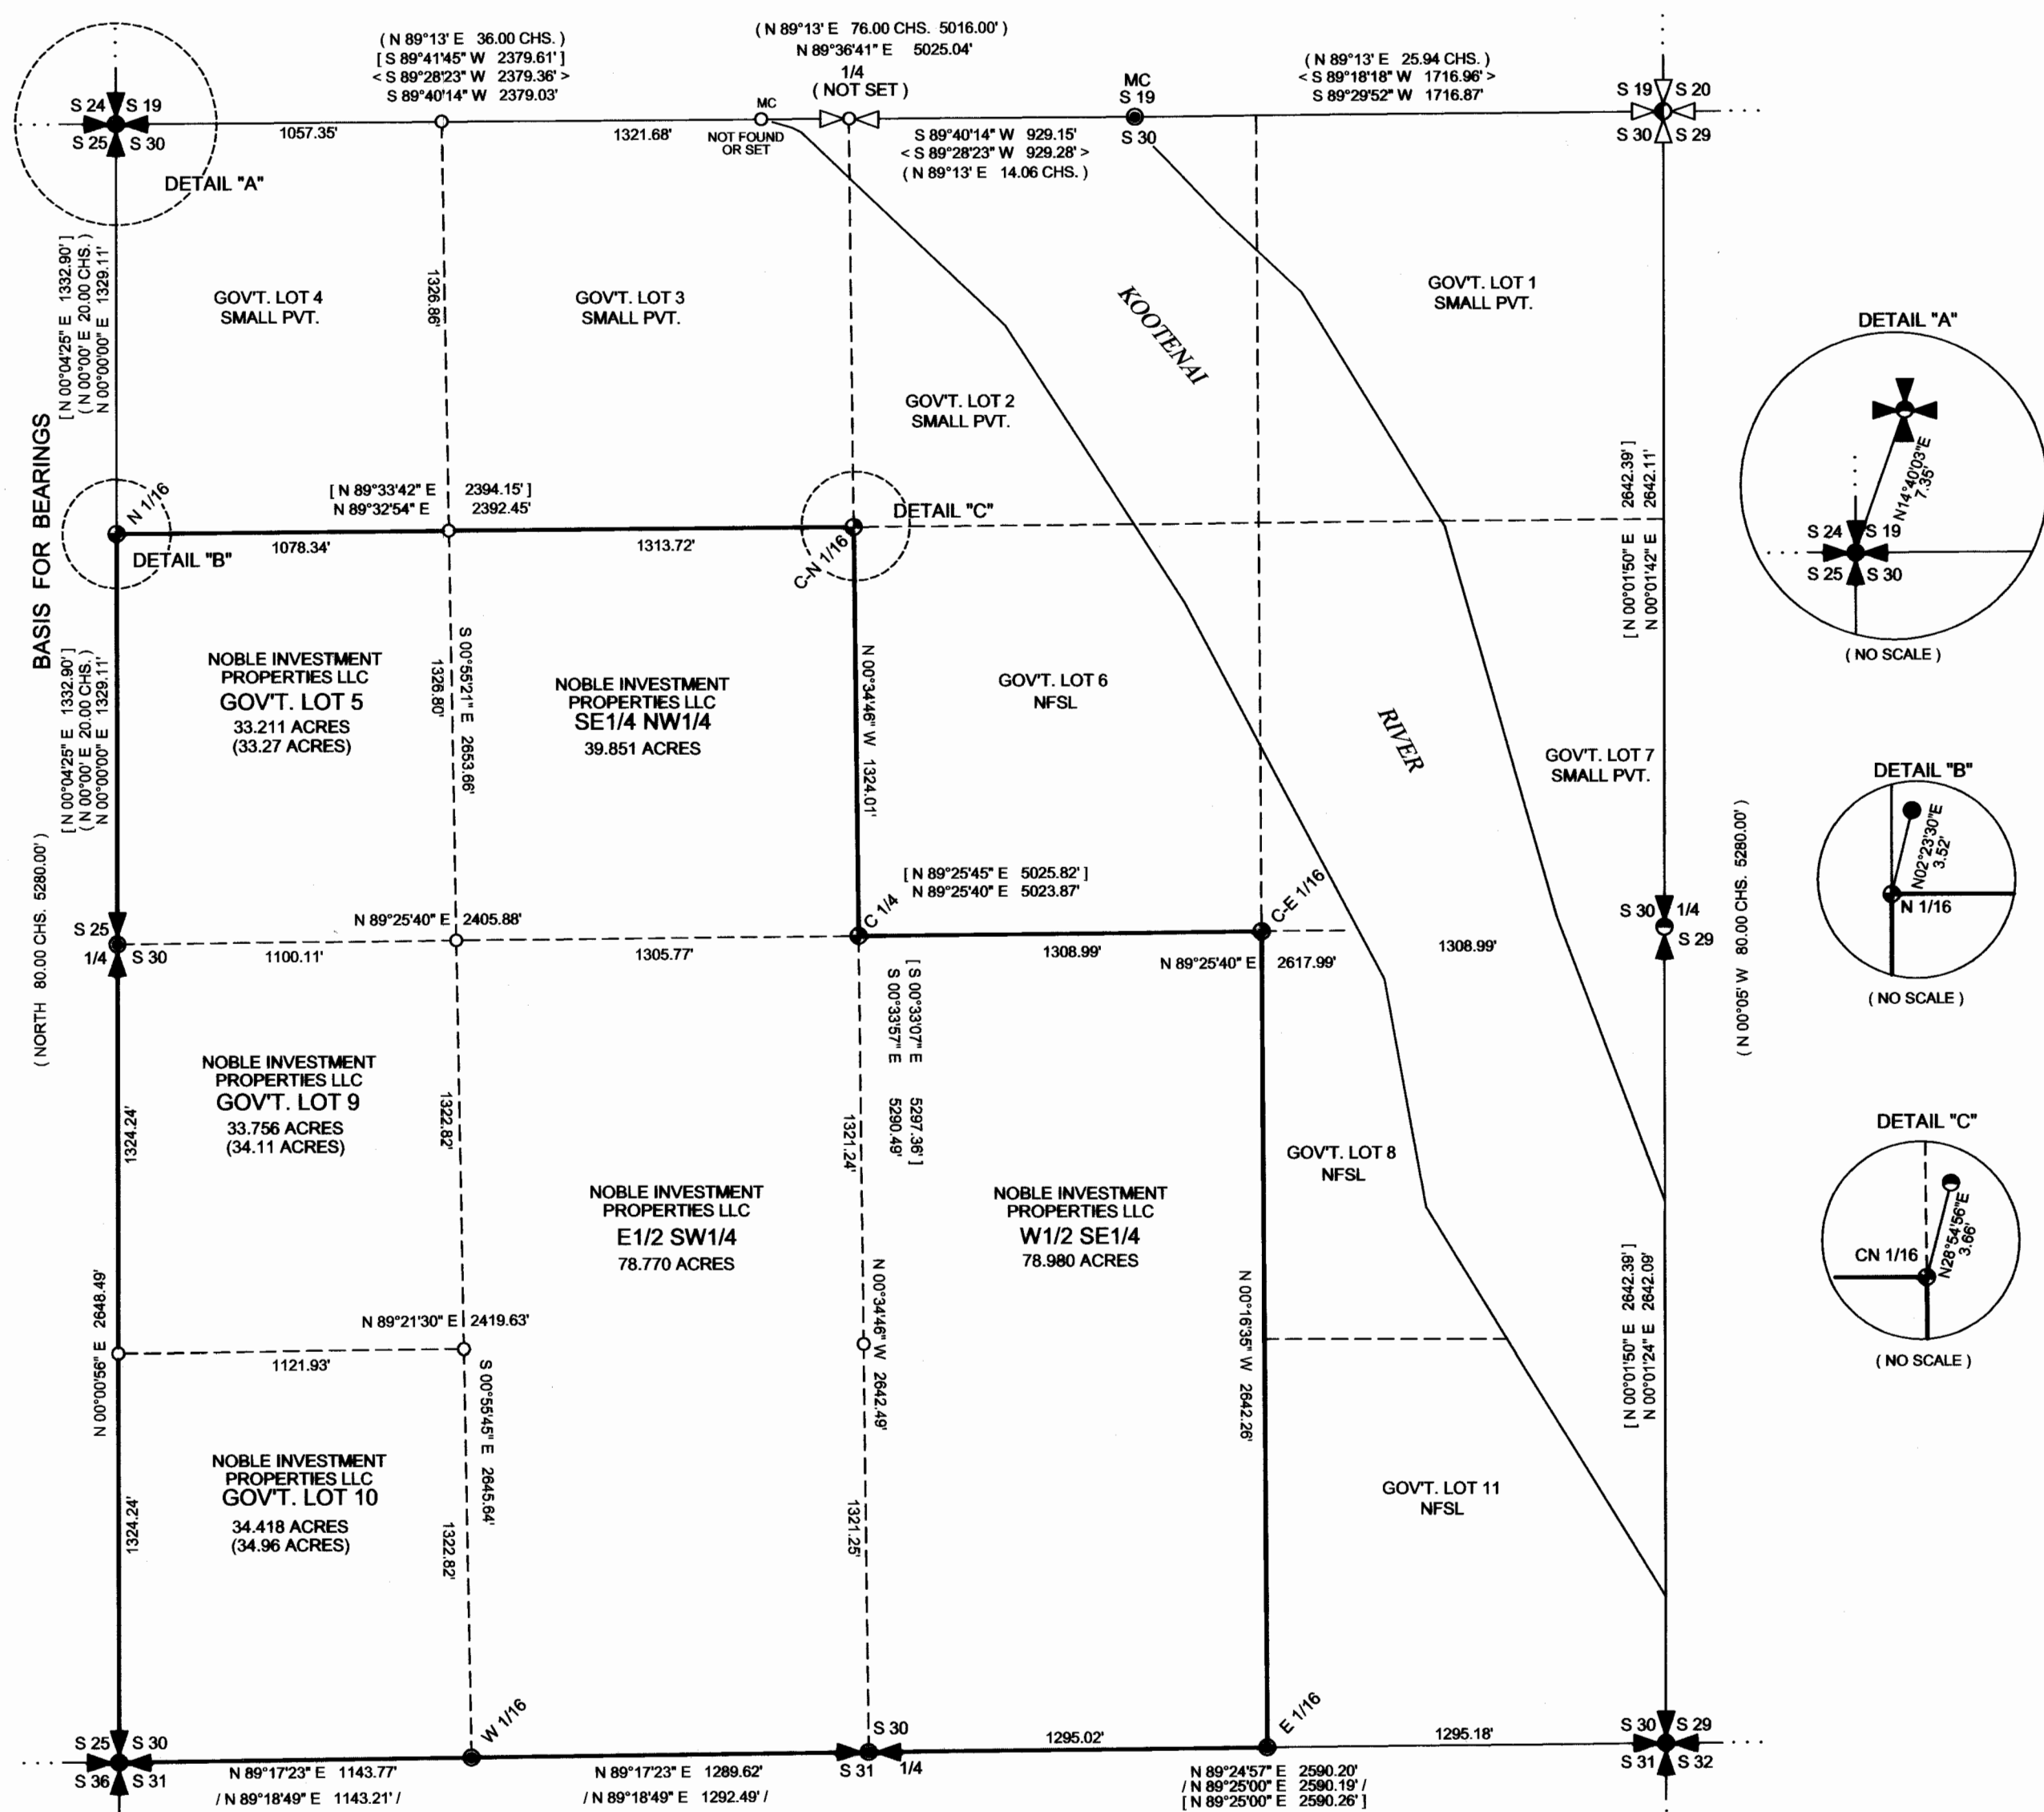 ( N 89°13' E 76.00 CHS. 5016.00' )
N 89°36'41" E 5025.04'
1/4
( NOT SET )
( N 89°13' E 36.00 CHS. )
[ S 89°41'45" W 2379.61' ]
< S 89°28'23" W 2379.36' >
S 89°40'14" W 2379.03'
( N 89°13' E 25.94 CHS. )
< S 89°18'18" W 1716.96' >
S 89°29'52" W 1716.87'
S 24 S 19
S 25 S 30
DETAIL "A"
1057.35'
1321.68'
MC
NOT FOUND
OR SET
MC
S 19
S 30
S 89°40'14" W 929.15'
< S 89°28'23" W 929.28' >
( N 89°13' E 14.06 CHS. )
S 19 S 20
S 30 S 29
[ N 00°04'25" E 1332.90' ]
( N 00°00' E 20.00 CHS. )
N 00°00'00" E 1329.11'
GOV'T. LOT 4
SMALL PVT.
1326.86'
GOV'T. LOT 3
SMALL PVT.
KOOTENAI
GOV'T. LOT 1
SMALL PVT.
GOV'T. LOT 2
SMALL PVT.
DETAIL "A"
N14°40'03"E
7.35'
S 24 S 19
S 25 S 30
( NO SCALE )
BASIS FOR BEARINGS
N 1/16
DETAIL "B"
[ N 89°33'42" E 2394.15' ]
N 89°32'54" E 2392.45'
1078.34'
1313.72'
DETAIL "C"
C-N 1/16
[ N 00°01'50" E 2642.39' ]
N 00°01'42" E 2642.11'
[ N 00°04'25" E 1332.90' ]
( N 00°00' E 20.00 CHS. )
N 00°00'00" E 1329.11'
NOBLE INVESTMENT
PROPERTIES LLC
GOV'T. LOT 5
33.211 ACRES
(33.27 ACRES)
1326.80'
S 00°55'21" E 2653.66'
NOBLE INVESTMENT
PROPERTIES LLC
SE1/4 NW1/4
39.851 ACRES
N 00°34'46" W 1324.01'
GOV'T. LOT 6
NFSL
RIVER
GOV'T. LOT 7
SMALL PVT.
DETAIL "B"
N02°23'30"E
3.52'
N 1/16
( NO SCALE )
( NORTH 80.00 CHS. 5280.00' )
( N 00°05' W 80.00 CHS. 5280.00' )
[ N 89°25'45" E 5025.82' ]
N 89°25'40" E 5023.87'
S 25
1/4 S 30
N 89°25'40" E 2405.88'
1100.11'
1305.77'
C 1/4
1308.99'
C-E 1/16
N 89°25'40" E 2617.99'
1308.99'
S 30 1/4
S 29
[ S 00°33'07" E 5297.36' ]
S 00°33'57" E 5290.49'
NOBLE INVESTMENT
PROPERTIES LLC
GOV'T. LOT 9
33.756 ACRES
(34.11 ACRES)
1324.24'
1322.82'
1321.24'
GOV'T. LOT 8
NFSL
DETAIL "C"
N28°54'56"E
3.66'
CN 1/16
( NO SCALE )
NOBLE INVESTMENT
PROPERTIES LLC
E1/2 SW1/4
78.770 ACRES
NOBLE INVESTMENT
PROPERTIES LLC
W1/2 SE1/4
78.980 ACRES
N 00°00'56" E 2648.49'
N 89°21'30" E 2419.63'
1121.93'
S 00°55'45" E 2645.64'
N 00°34'46" W 2642.49'
N 00°16'35" W 2642.26'
[ N 00°01'50" E 2642.39' ]
N 00°01'24" E 2642.09'
NOBLE INVESTMENT
PROPERTIES LLC
GOV'T. LOT 10
34.418 ACRES
(34.96 ACRES)
1324.24'
1322.82'
1321.25'
GOV'T. LOT 11
NFSL
S 25 S 30
S 36 S 31
W 1/16
S 30
S 31 1/4
1295.02'
E 1/16
1295.18'
S 30 S 29
S 31 S 32
N 89°17'23" E 1143.77'
/ N 89°18'49" E 1143.21' /
N 89°17'23" E 1289.62'
/ N 89°18'49" E 1292.49' /
N 89°24'57" E 2590.20'
/ N 89°25'00" E 2590.19' /
[ N 89°25'00" E 2590.26' ]